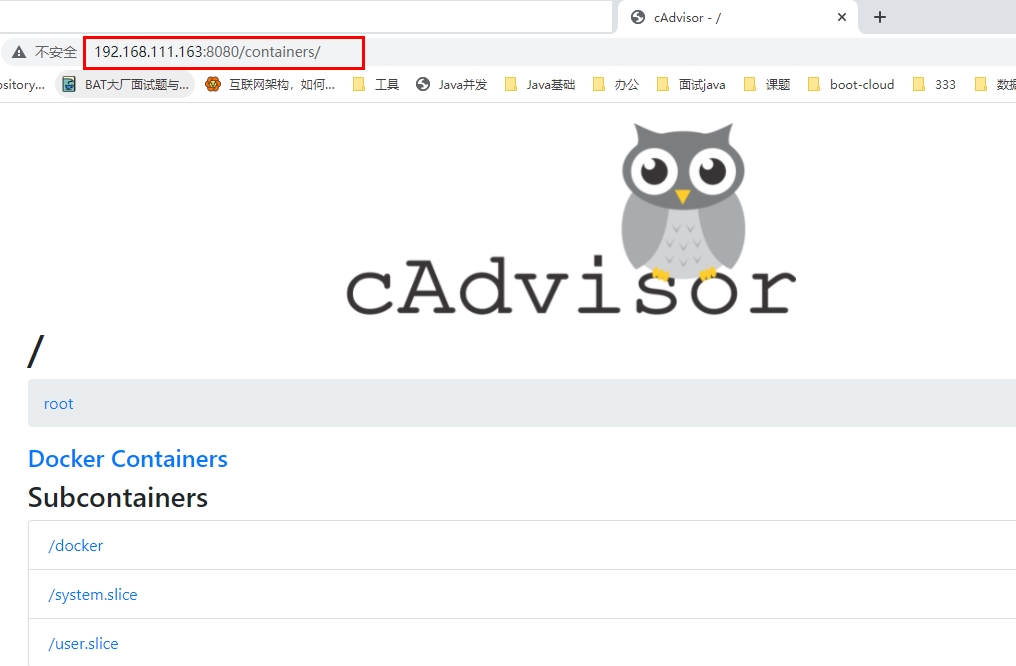 cAdvisor - /
不安全 192.168.111.163:8080/containers/
ository... BAT大厂面试题与... 互联网架构，如何... 工具 Java并发 Java基础 办公 面试java 课题 boot-cloud 333 数据
cAdvisor
/
root
Docker Containers
Subcontainers
/docker
/system.slice
/user.slice